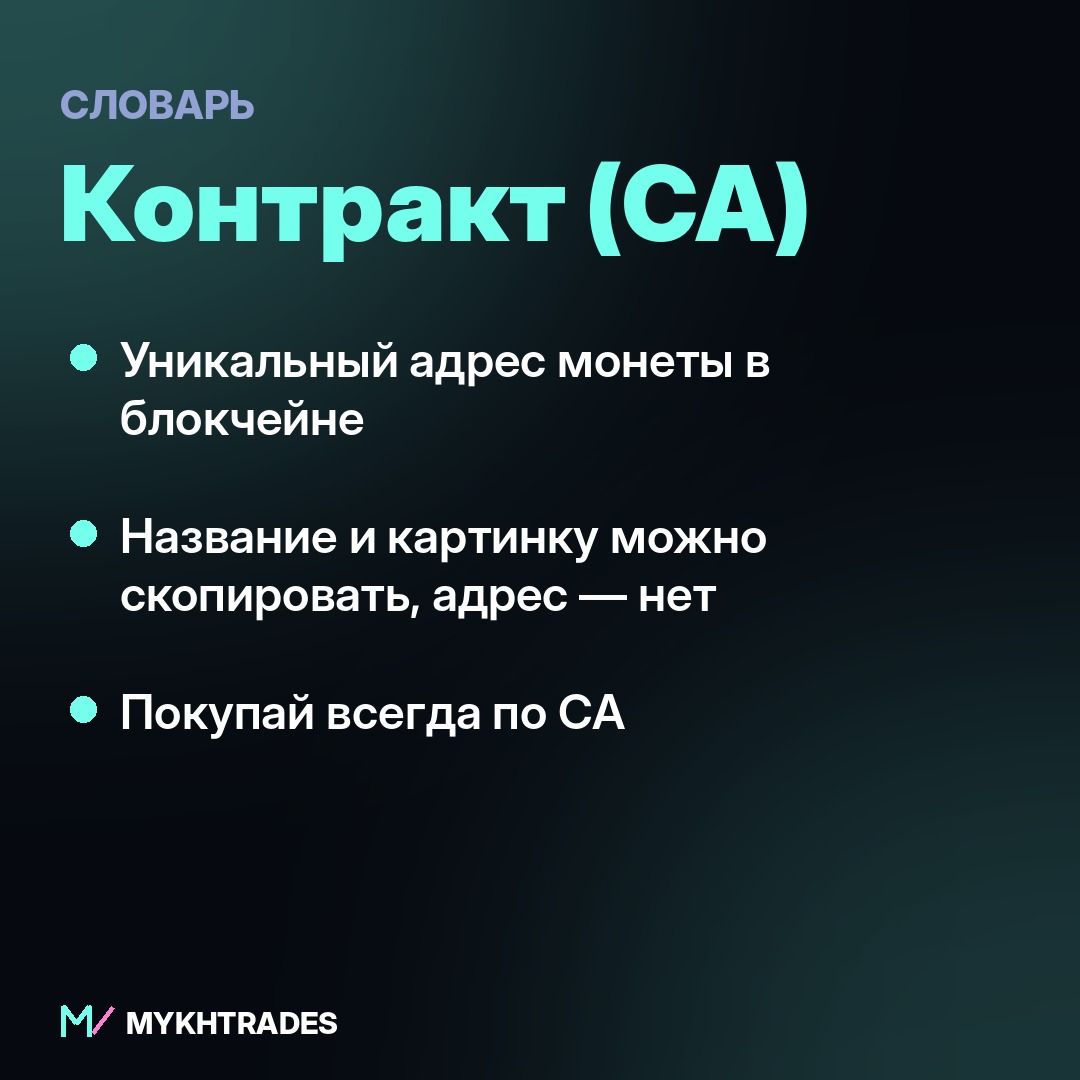 СЛОВАРЬ
Контракт (CA)
Уникальный адрес монеты в
блокчейне
Название и картинку можно
скопировать, адрес — нет
Покупай всегда по CA
MYKHTRADES